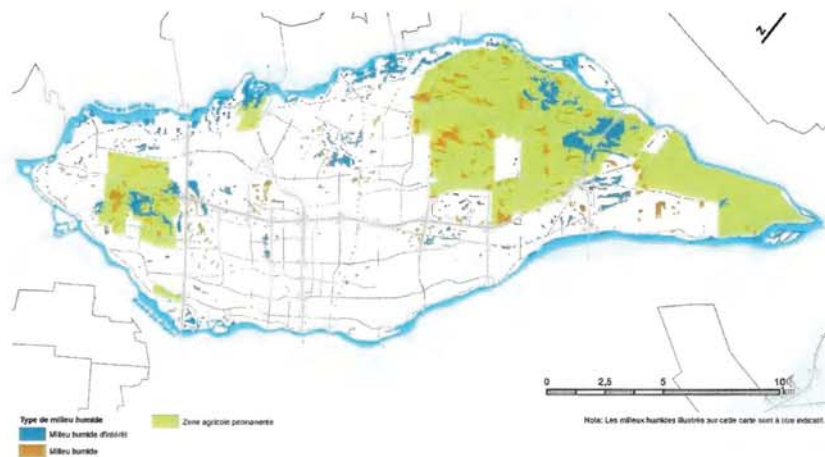 N
0 2,5 5 10
km
Type de milieu humide
Milieu humide d'intérêt
Milieu humide
Zone agricole permanente
Note: Les milieux humides illustrés sur cette carte sont à titre indicatif.